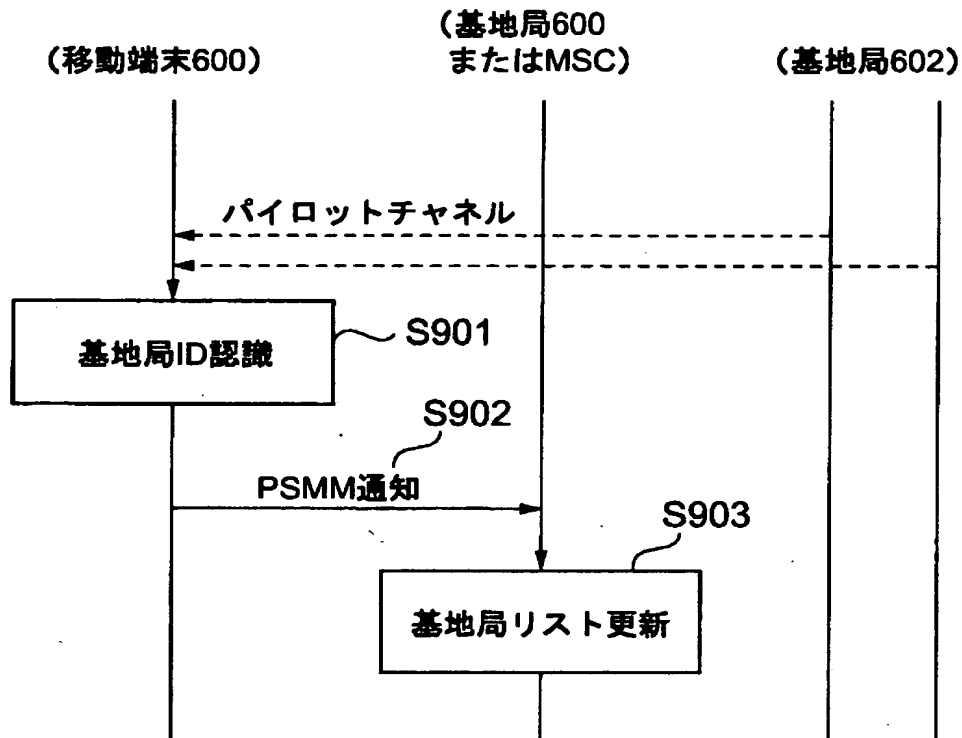 (移動端末600)
(基地局600
またはMSC)
(基地局602)
パイロットチャネル
基地局ID認識
S901
S902
PSMM通知
S903
基地局リスト更新